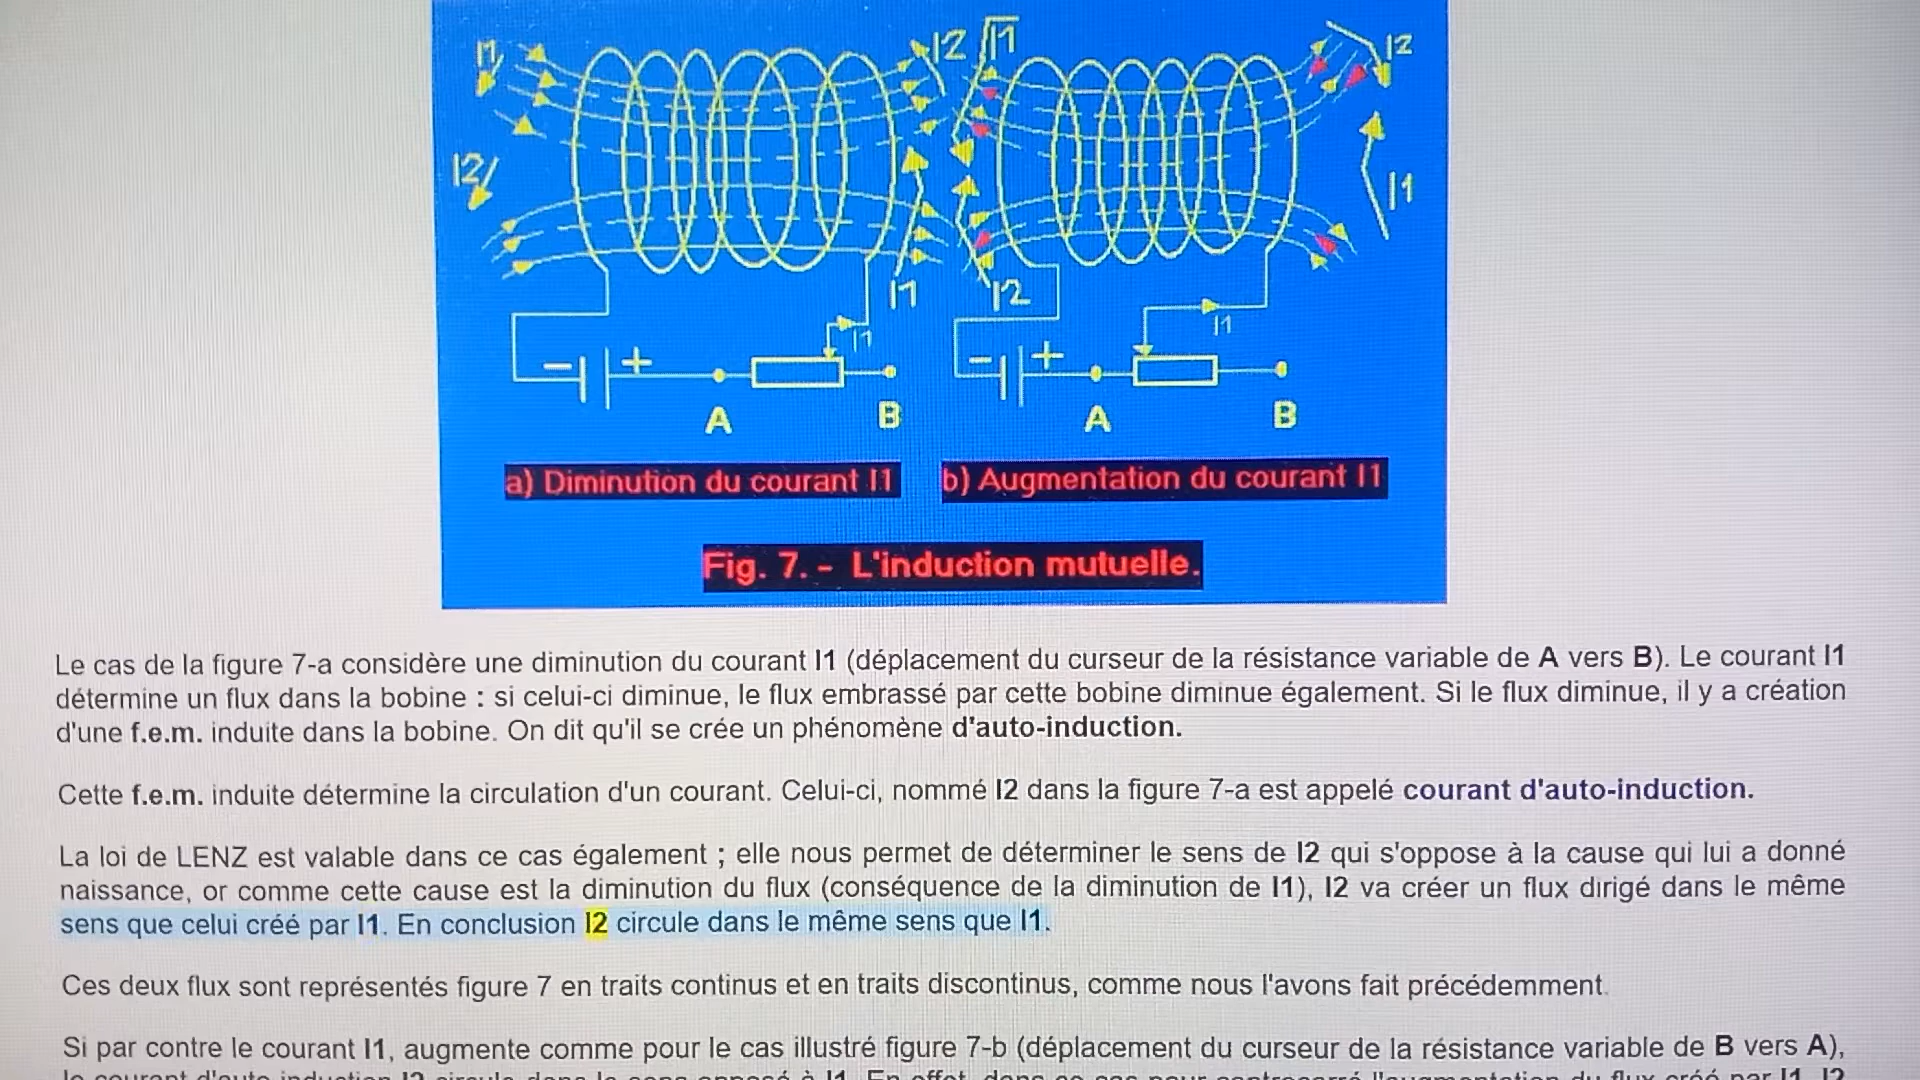 I1 I2 I1 I2
I2 I1
I1 I2
I1 I1
- + - +
A B A B
a) Diminution du courant I1 b) Augmentation du courant I1
Fig. 7. - L'induction mutuelle.
Le cas de la figure 7-a considère une diminution du courant I1 (déplacement du curseur de la résistance variable de A vers B). Le courant I1
détermine un flux dans la bobine : si celui-ci diminue, le flux embrassé par cette bobine diminue également. Si le flux diminue, il y a création
d'une f.e.m. induite dans la bobine. On dit qu'il se crée un phénomène d'auto-induction.
Cette f.e.m. induite détermine la circulation d'un courant. Celui-ci, nommé I2 dans la figure 7-a est appelé courant d'auto-induction.
La loi de LENZ est valable dans ce cas également ; elle nous permet de déterminer le sens de I2 qui s'oppose à la cause qui lui a donné
naissance, or comme cette cause est la diminution du flux (conséquence de la diminution de I1), I2 va créer un flux dirigé dans le même
sens que celui créé par I1. En conclusion I2 circule dans le même sens que I1.
Ces deux flux sont représentés figure 7 en traits continus et en traits discontinus, comme nous l'avons fait précédemment.
Si par contre le courant I1, augmente comme pour le cas illustré figure 7-b (déplacement du curseur de la résistance variable de B vers A),